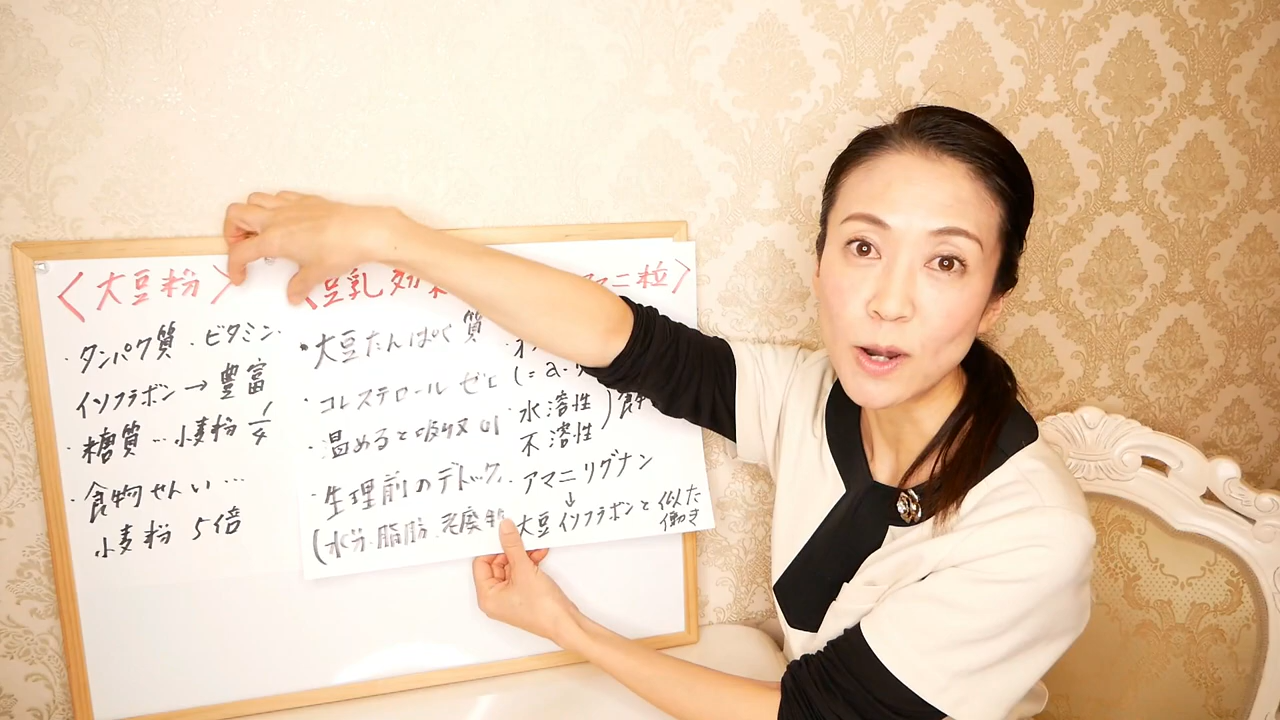 〈大豆粉〉
・タンパク質・ビタミン・
イソフラボン→豊富
・糖質…小麦粉1/4
・食物せんい…
小麦粉 5倍
〈豆乳効
・大豆たんぱく質
・コレステロールゼロ
・温めると吸収
・生理前のデトック
(水分・脂肪・老廃物
マニ粒〉
・水溶性
不溶性
)食
・アマニリグナン
↓
大豆イソフラボンと似た
働き